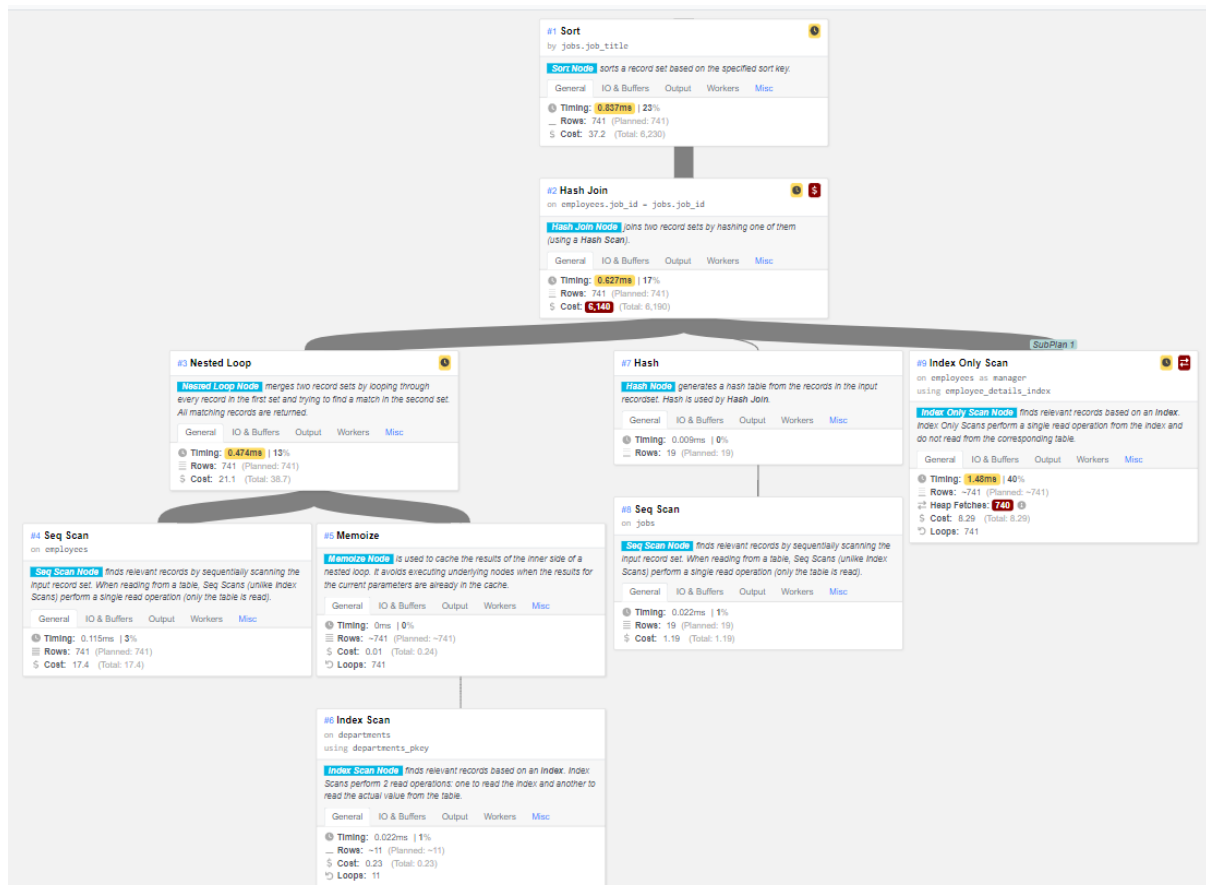 #1 Sort
by jobs.job_title
Sort Node sorts a record set based on the specified sort key.
General IO & Buffers Output Workers Misc
Timing: 0.837ms | 23%
Rows: 741 (Planned: 741)
$ Cost: 37.2 (Total: 6,230)
#2 Hash Join
$
on employees.job_id = jobs.job_id
Hash Join Node joins two record sets by hashing one of them
(using a Hash Scan).
General IO & Buffers Output Workers Misc
Timing: 0.627ms | 17%
Rows: 741 (Planned: 741)
$ Cost: 6,140 (Total: 6,190)
#3 Nested Loop
Nested Loop Node merges two record sets by looping through
every record in the first set and trying to find a match in the second set.
All matching records are returned.
General IO & Buffers Output Workers Misc
Timing: 0.474ms | 13%
Rows: 741 (Planned: 741)
$ Cost: 21.1 (Total: 38.7)
#7 Hash
Hash Node generates a hash table from the records in the input
recordset. Hash is used by Hash Join.
General IO & Buffers Output Workers Misc
Timing: 0.009ms | 0%
Rows: 19 (Planned: 19)
SubPlan 1
#9 Index Only Scan
on employees as manager
using employee_details_index
Index Only Scan Node finds relevant records based on an Index.
Index Only Scans perform a single read operation from the index and
do not read from the corresponding table.
General IO & Buffers Output Workers Misc
Timing: 1.48ms | 40%
Rows: ~741 (Planned: ~741)
Heap Fetches: 740
$ Cost: 8.29 (Total: 8.29)
Loops: 741
#4 Seq Scan
on employees
Seq Scan Node finds relevant records by sequentially scanning the
input record set. When reading from a table, Seq Scans (unlike Index
Scans) perform a single read operation (only the table is read).
General IO & Buffers Output Workers Misc
Timing: 0.115ms | 3%
Rows: 741 (Planned: 741)
$ Cost: 17.4 (Total: 17.4)
#5 Memoize
Memoize Node is used to cache the results of the inner side of a
nested loop. It avoids executing underlying nodes when the results for
the current parameters are already in the cache.
General IO & Buffers Output Workers Misc
Timing: 0ms | 0%
Rows: ~741 (Planned: ~741)
$ Cost: 0.01 (Total: 0.24)
Loops: 741
#8 Seq Scan
on jobs
Seq Scan Node finds relevant records by sequentially scanning the
input record set. When reading from a table, Seq Scans (unlike Index
Scans) perform a single read operation (only the table is read).
General IO & Buffers Output Workers Misc
Timing: 0.022ms | 1%
Rows: 19 (Planned: 19)
$ Cost: 1.19 (Total: 1.19)
#6 Index Scan
on departments
using departments_pkey
Index Scan Node finds relevant records based on an Index. Index
Scans perform 2 read operations: one to read the index and another to
read the actual value from the table.
General IO & Buffers Output Workers Misc
Timing: 0.022ms | 1%
Rows: ~11 (Planned: ~11)
$ Cost: 0.23 (Total: 0.23)
Loops: 11